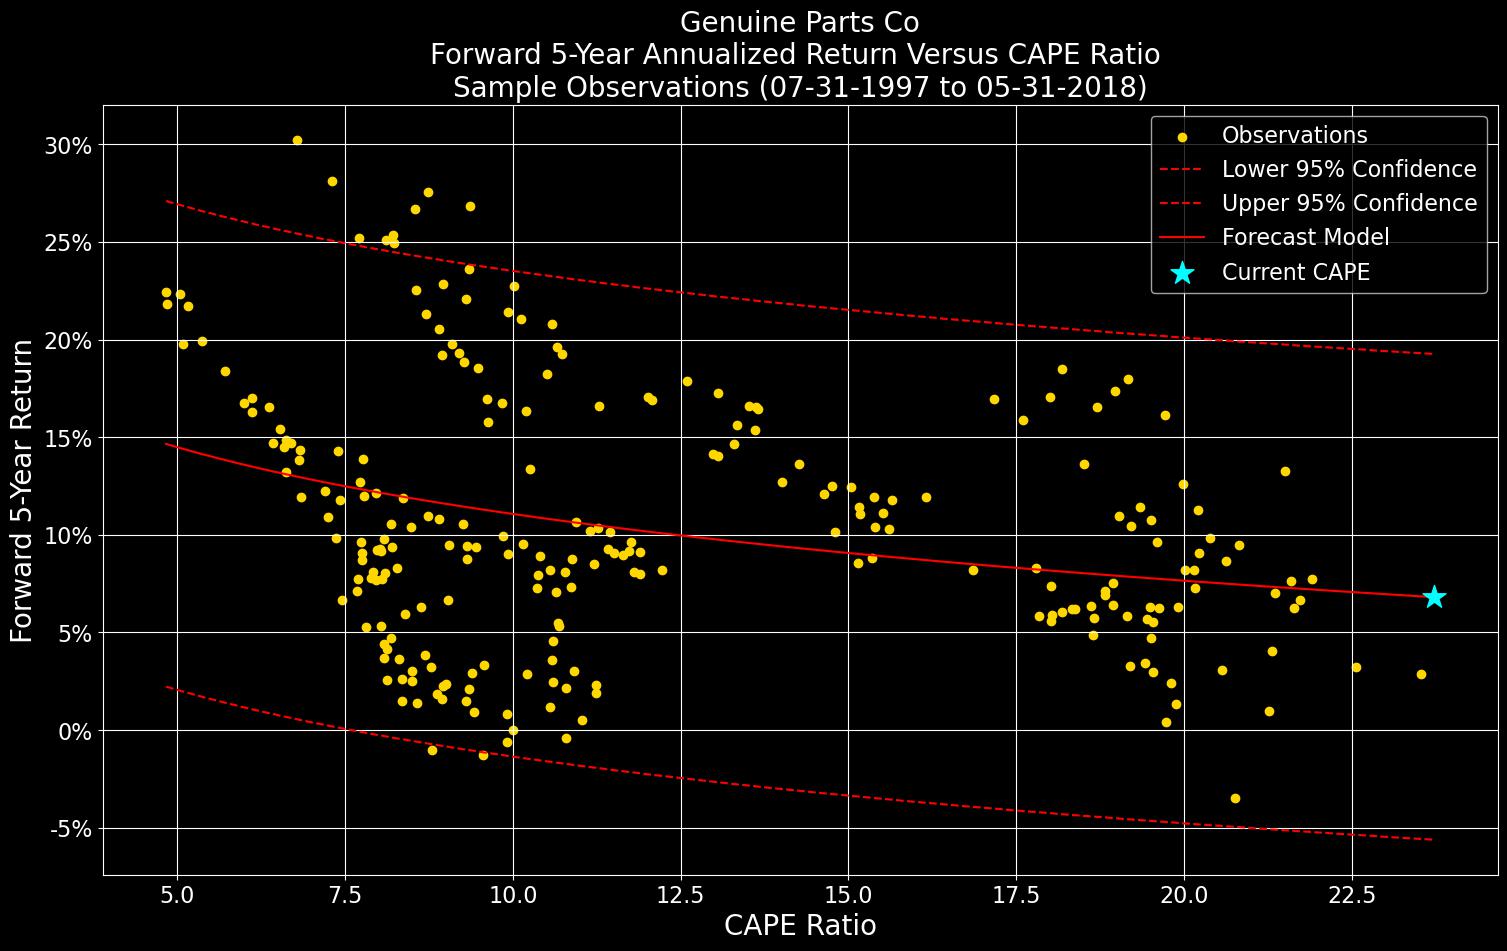 Genuine Parts Co
Forward 5-Year Annualized Return Versus CAPE Ratio
Sample Observations (07-31-1997 to 05-31-2018)
Observations
Lower 95% Confidence
Upper 95% Confidence
Forecast Model
Current CAPE
Forward 5-Year Return
30%
25%
20%
15%
10%
5%
0%
-5%
5.0 7.5 10.0 12.5 15.0 17.5 20.0 22.5
CAPE Ratio